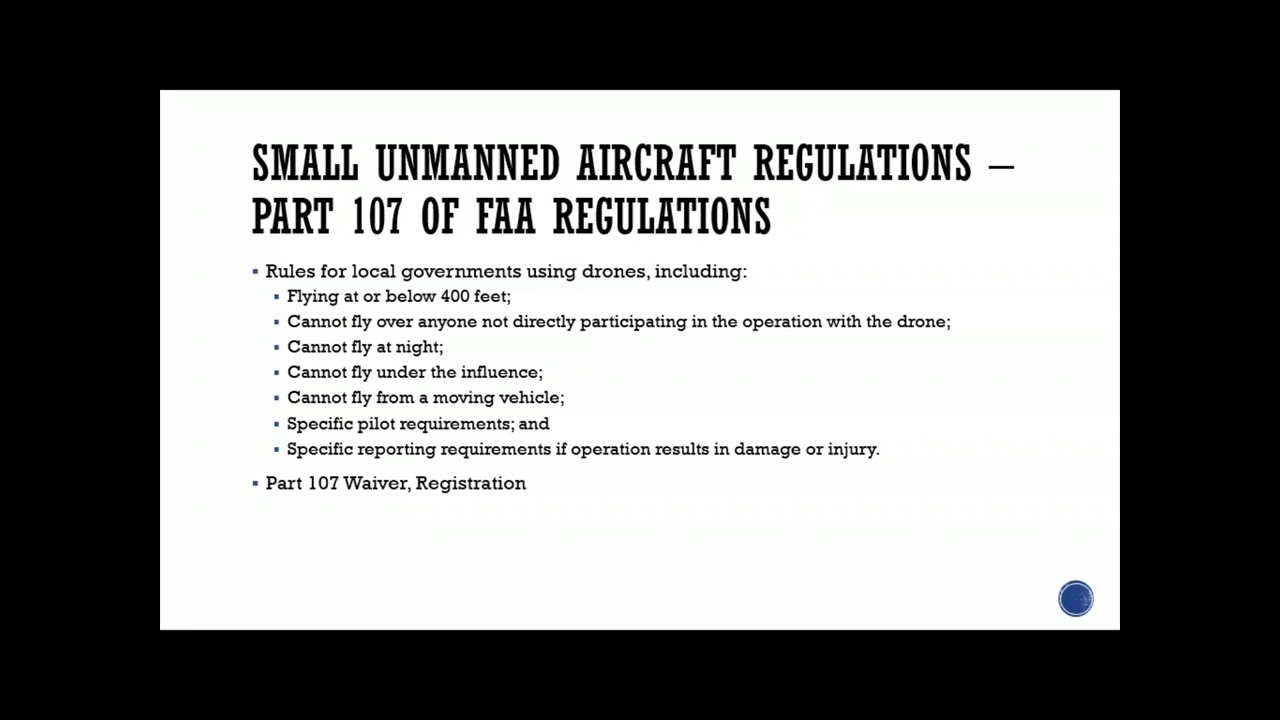 SMALL UNMANNED AIRCRAFT REGULATIONS –
PART 107 OF FAA REGULATIONS
▪ Rules for local governments using drones, including:
▪ Flying at or below 400 feet;
▪ Cannot fly over anyone not directly participating in the operation with the drone;
▪ Cannot fly at night;
▪ Cannot fly under the influence;
▪ Cannot fly from a moving vehicle;
▪ Specific pilot requirements; and
▪ Specific reporting requirements if operation results in damage or injury.
▪ Part 107 Waiver, Registration